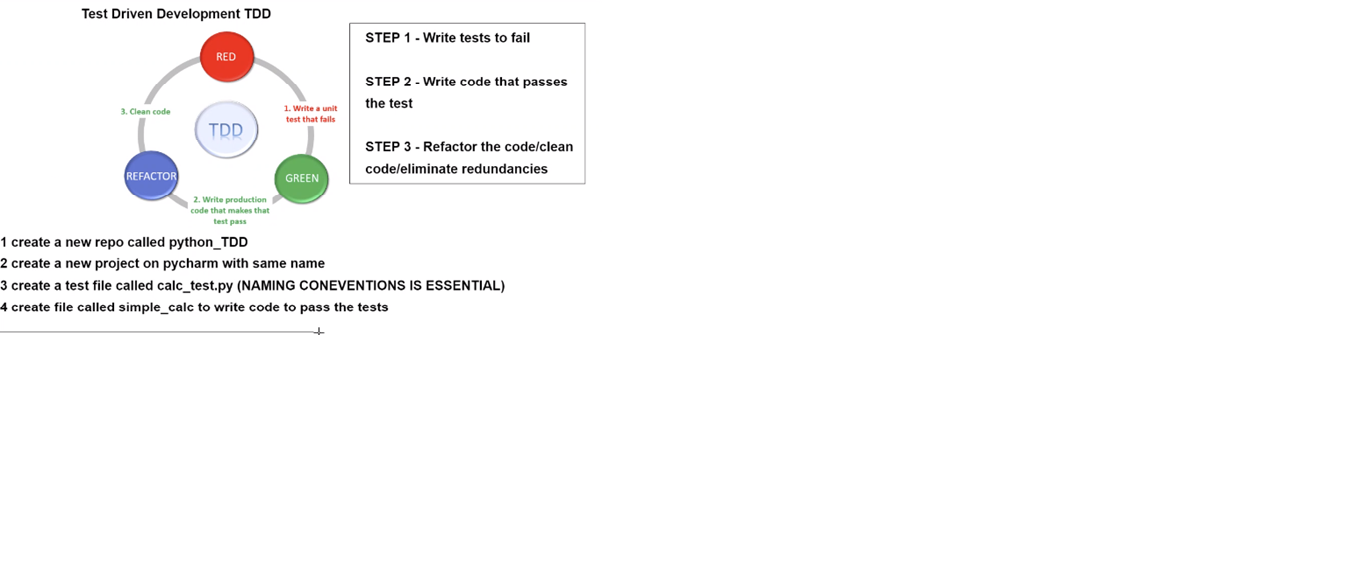 Test Driven Development TDD
RED
3. Clean code
1. Write a unit
test that fails
TDD
REFACTOR
GREEN
2. Write production
code that makes that
test pass
STEP 1 - Write tests to fail
STEP 2 - Write code that passes
the test
STEP 3 - Refactor the code/clean
code/eliminate redundancies
1 create a new repo called python_TDD
2 create a new project on pycharm with same name
3 create a test file called calc_test.py (NAMING CONEVENTIONS IS ESSENTIAL)
4 create file called simple_calc to write code to pass the tests